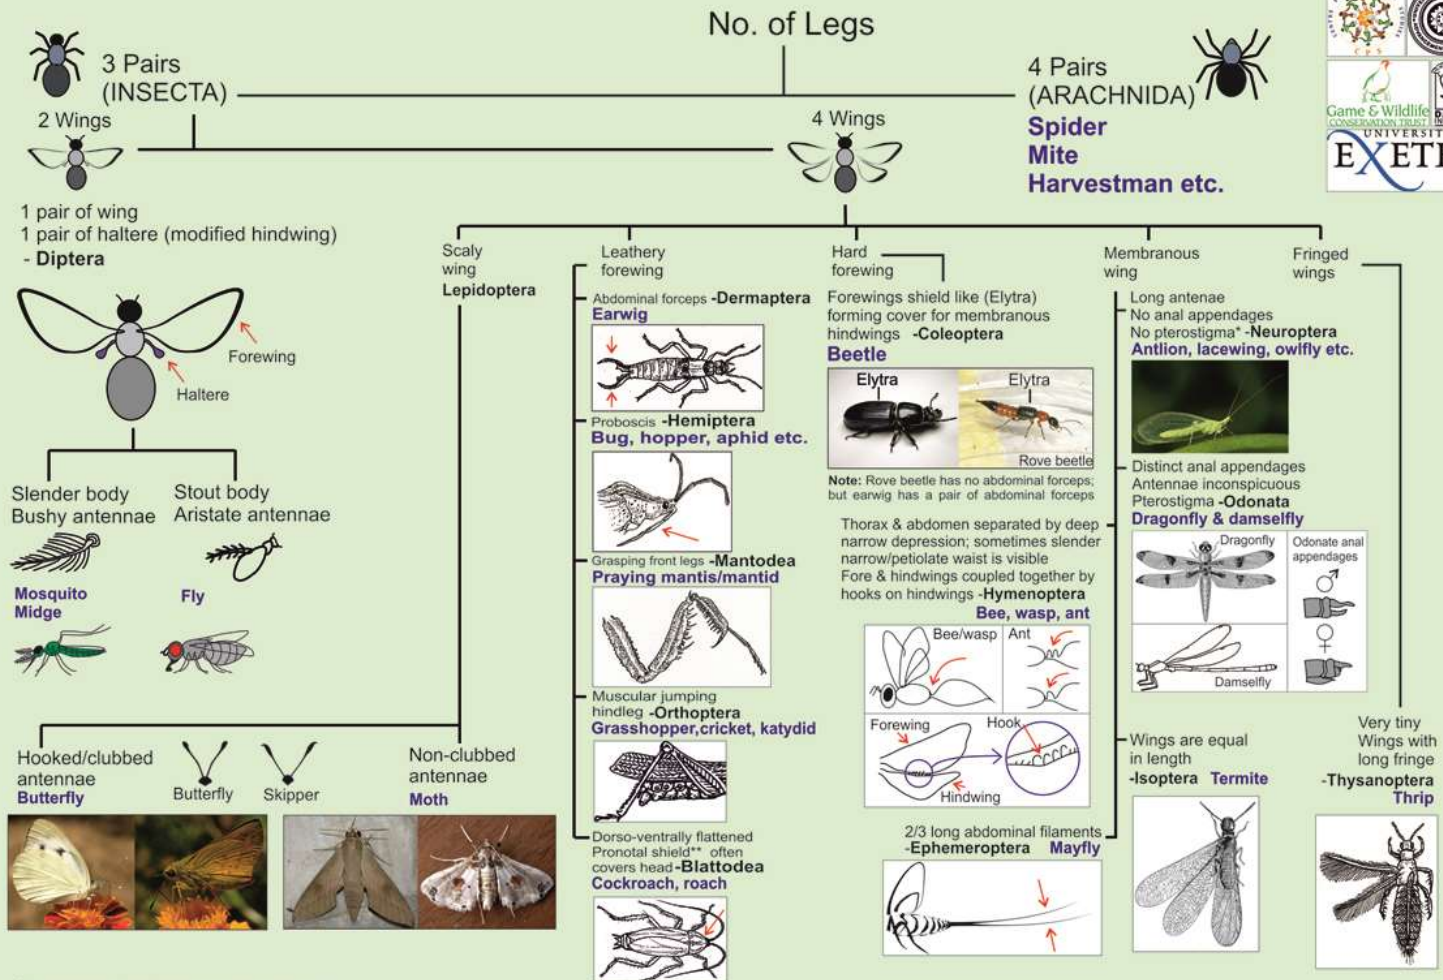 No. of Legs
3 Pairs
(INSECTA)
4 Pairs
(ARACHNIDA)
Spider
Mite
Harvestman etc.
Game & Wildlife
CONSERVATION TRUST
2 Wings
4 Wings
1 pair of wing
1 pair of haltere (modified hindwing)
- Diptera
Forewing
Haltere
Slender body
Bushy antennae
Mosquito
Midge
Stout body
Aristate antennae
Fly
Scaly
wing
Lepidoptera
Hooked/clubbed
antennae
Butterfly
Butterfly
Skipper
Non-clubbed
antennae
Moth
Leathery
forewing
Abdominal forceps -Dermaptera
Earwig
Proboscis -Hemiptera
Bug, hopper, aphid etc.
Grasping front legs -Mantodea
Praying mantis/mantid
Muscular jumping
hindleg -Orthoptera
Grasshopper,cricket, katydid
Dorso-ventrally flattened
Pronotal shield** often
covers head-Blattodea
Cockroach, roach
Hard
forewing
Forewings shield like (Elytra)
forming cover for membranous
hindwings -Coleoptera
Beetle
Elytra
Elytra
Rove beetle
Note: Rove beetle has no abdominal forceps;
but earwig has a pair of abdominal forceps
Membranous
wing
Long antenae
No anal appendages
No pterostigma* -Neuroptera
Antlion, lacewing, owlfly etc.
Distinct anal appendages
Antennae inconspicuous
Pterostigma -Odonata
Dragonfly & damselfly
Dragonfly
Damselfly
Odonate anal
appendages
♂
♀
Thorax & abdomen separated by deep
narrow depression; sometimes slender
narrow/petiolate waist is visible
Fore & hindwings coupled together by
hooks on hindwings -Hymenoptera
Bee, wasp, ant
Bee/wasp
Ant
Forewing
Hook
Hindwing
2/3 long abdominal filaments
-Ephemeroptera Mayfly
Wings are equal
in length
-Isoptera Termite
Fringed
wings
Very tiny
Wings with
long fringe
-Thysanoptera
Thrip